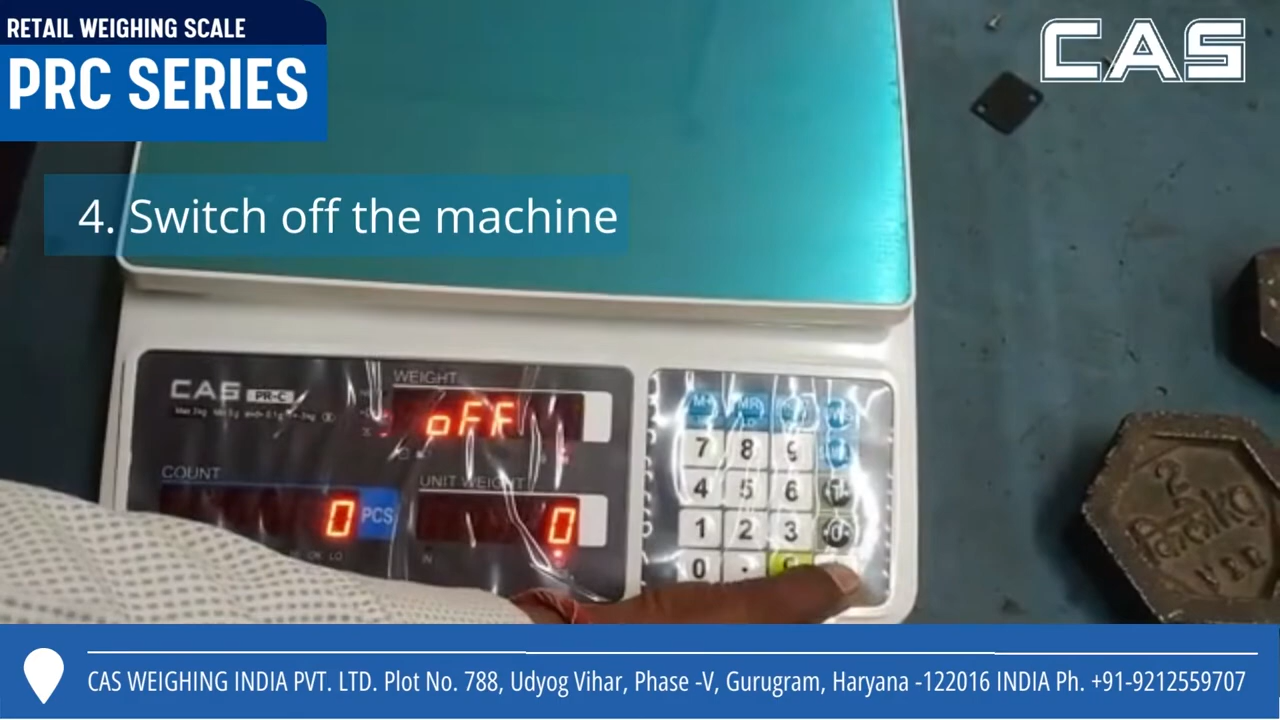 RETAIL WEIGHING SCALE
PRC SERIES
CAS
4. Switch off the machine
CAS PR-C
WEIGHT
oFF
COUNT
UNIT WEIGHT
0 PCS
0
7 8 9
4 5 6
1 2 3
0 .
2
VEB
CAS WEIGHING INDIA PVT. LTD. Plot No. 788, Udyog Vihar, Phase -V, Gurugram, Haryana -122016 INDIA Ph. +91-9212559707